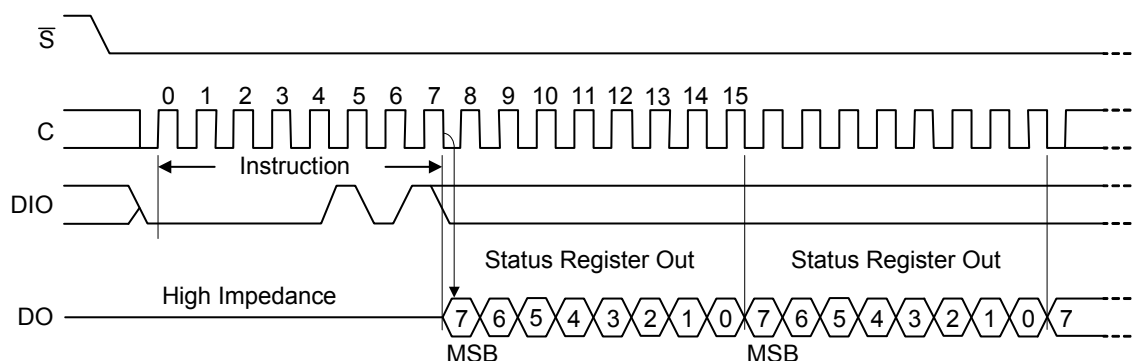 S
0 1 2 3 4 5 6 7 8 9 10 11 12 13 14 15
C
Instruction
DIO
Status Register Out Status Register Out
High Impedance
DO 7 6 5 4 3 2 1 0 7 6 5 4 3 2 1 0 7
MSB MSB